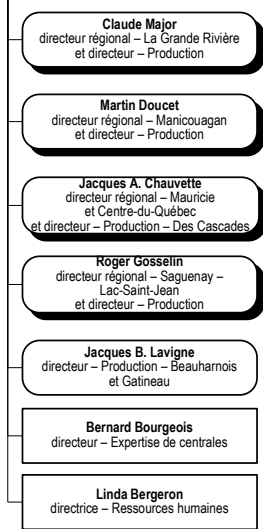 Claude Major
directeur régional – La Grande Rivière
et directeur – Production
Martin Doucet
directeur régional – Manicouagan
et directeur – Production
Jacques A. Chauvette
directeur régional – Mauricie
et Centre-du-Québec
et directeur – Production – Des Cascades
Roger Gosselin
directeur régional – Saguenay –
Lac-Saint-Jean
et directeur – Production
Jacques B. Lavigne
directeur – Production – Beauharnois
et Gatineau
Bernard Bourgeois
directeur – Expertise de centrales
Linda Bergeron
directrice – Ressources humaines